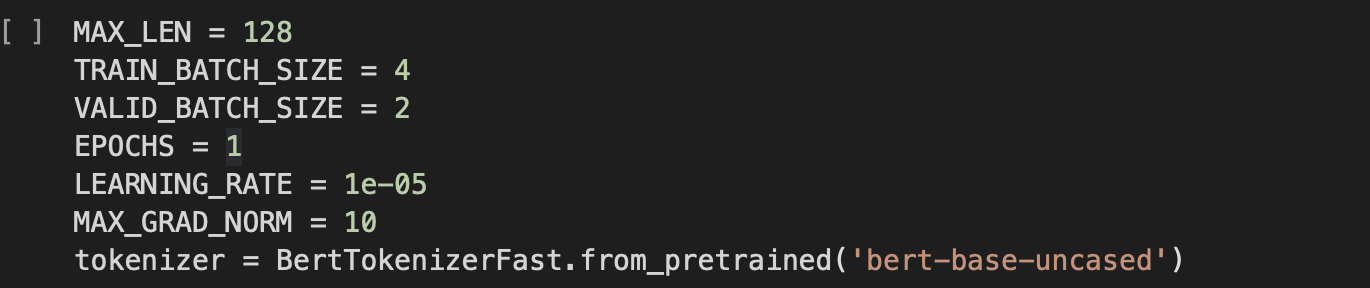 [ ] MAX_LEN = 128
TRAIN_BATCH_SIZE = 4
VALID_BATCH_SIZE = 2
EPOCHS = 1
LEARNING_RATE = 1e-05
MAX_GRAD_NORM = 10
tokenizer = BertTokenizerFast.from_pretrained('bert-base-uncased')